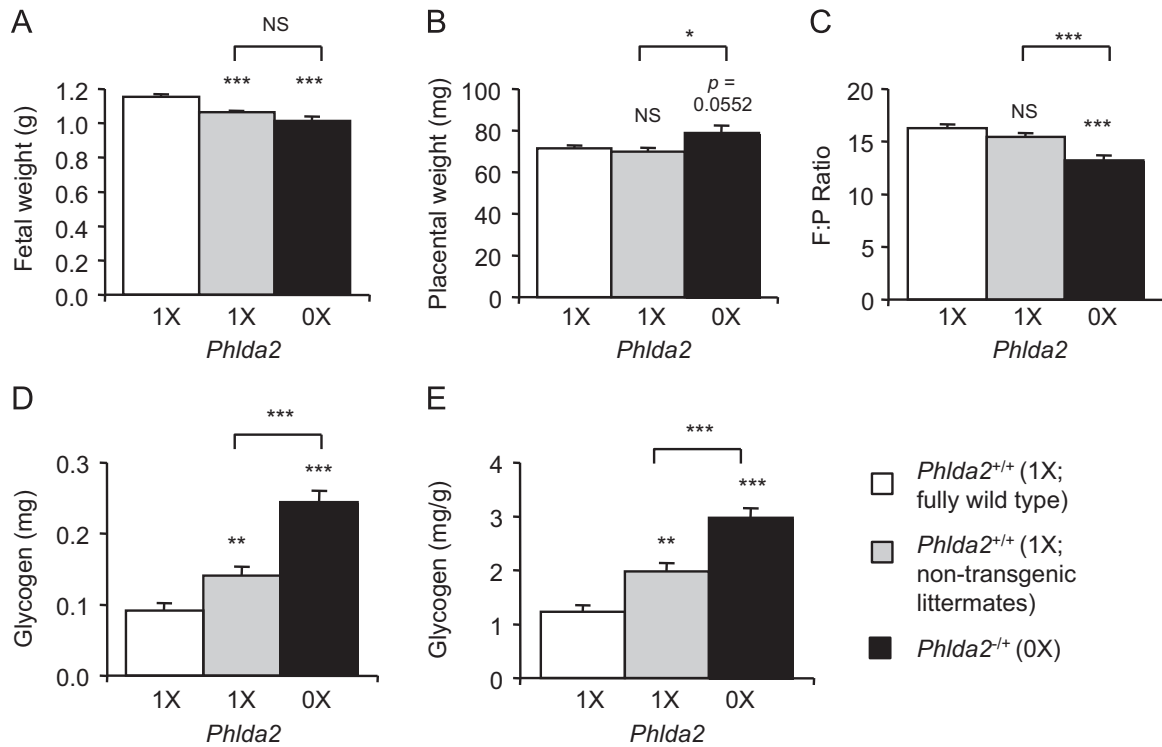 A
NS
***
***
Fetal weight (g)
1.2
1.0
0.8
0.6
0.4
0.2
0.0
1X 1X 0X
Phlda2
B
*
p =
0.0552
NS
Placental weight (mg)
100
80
60
40
20
0
1X 1X 0X
Phlda2
C
***
NS
***
F:P Ratio
20
15
10
5
0
1X 1X 0X
Phlda2
D
***
***
**
Glycogen (mg)
0.3
0.2
0.1
0.0
1X 1X 0X
Phlda2
E
***
***
**
Glycogen (mg/g)
4
3
2
1
0
1X 1X 0X
Phlda2
Phlda2+/+ (1X;
fully wild type)
Phlda2+/+ (1X;
non-transgenic
littermates)
Phlda2-/+ (0X)